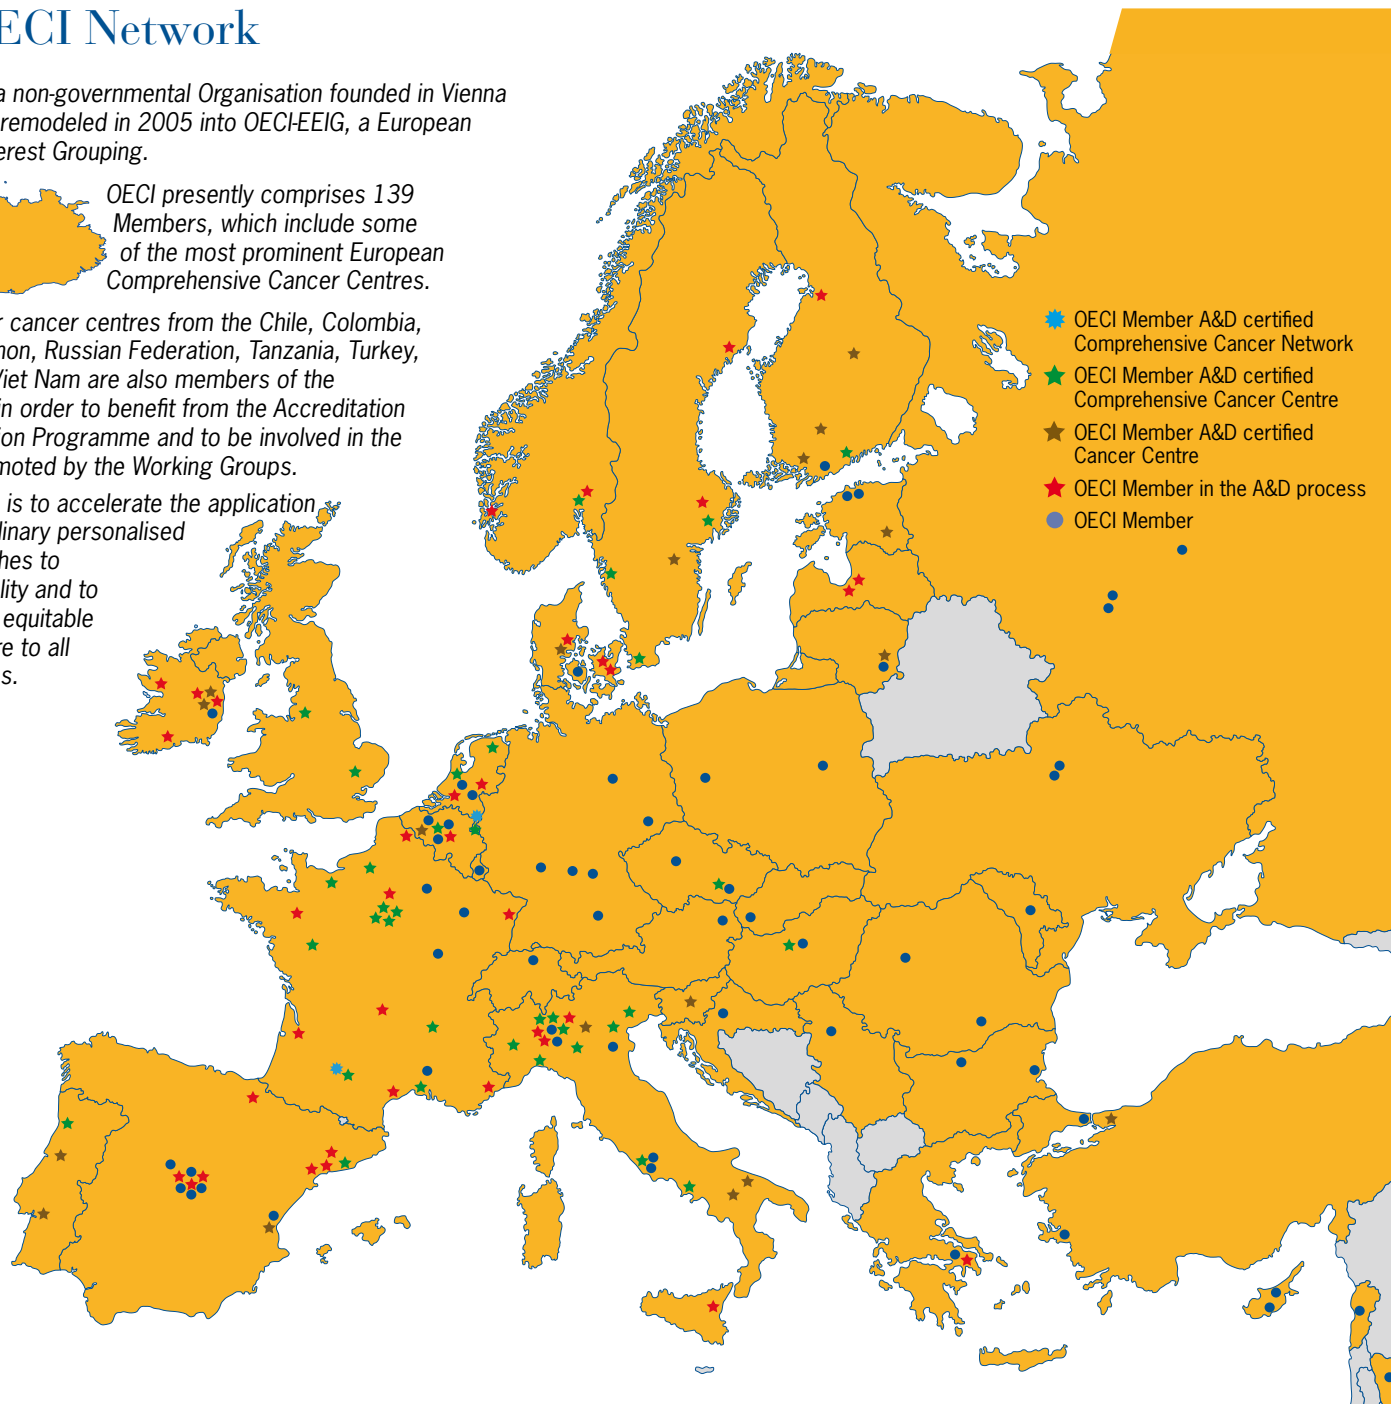 ECI Network
a non-governmental Organisation founded in Vienna
remodeled in 2005 into OECI-EEIG, a European
erest Grouping.
OECI presently comprises 139
Members, which include some
of the most prominent European
Comprehensive Cancer Centres.
r cancer centres from the Chile, Colombia,
non, Russian Federation, Tanzania, Turkey,
Viet Nam are also members of the
in order to benefit from the Accreditation
ion Programme and to be involved in the
moted by the Working Groups.
is to accelerate the application
dinary personalised
hes to
lity and to
equitable
re to all
s.
OECI Member A&D certified
Comprehensive Cancer Network
OECI Member A&D certified
Comprehensive Cancer Centre
OECI Member A&D certified
Cancer Centre
OECI Member in the A&D process
OECI Member